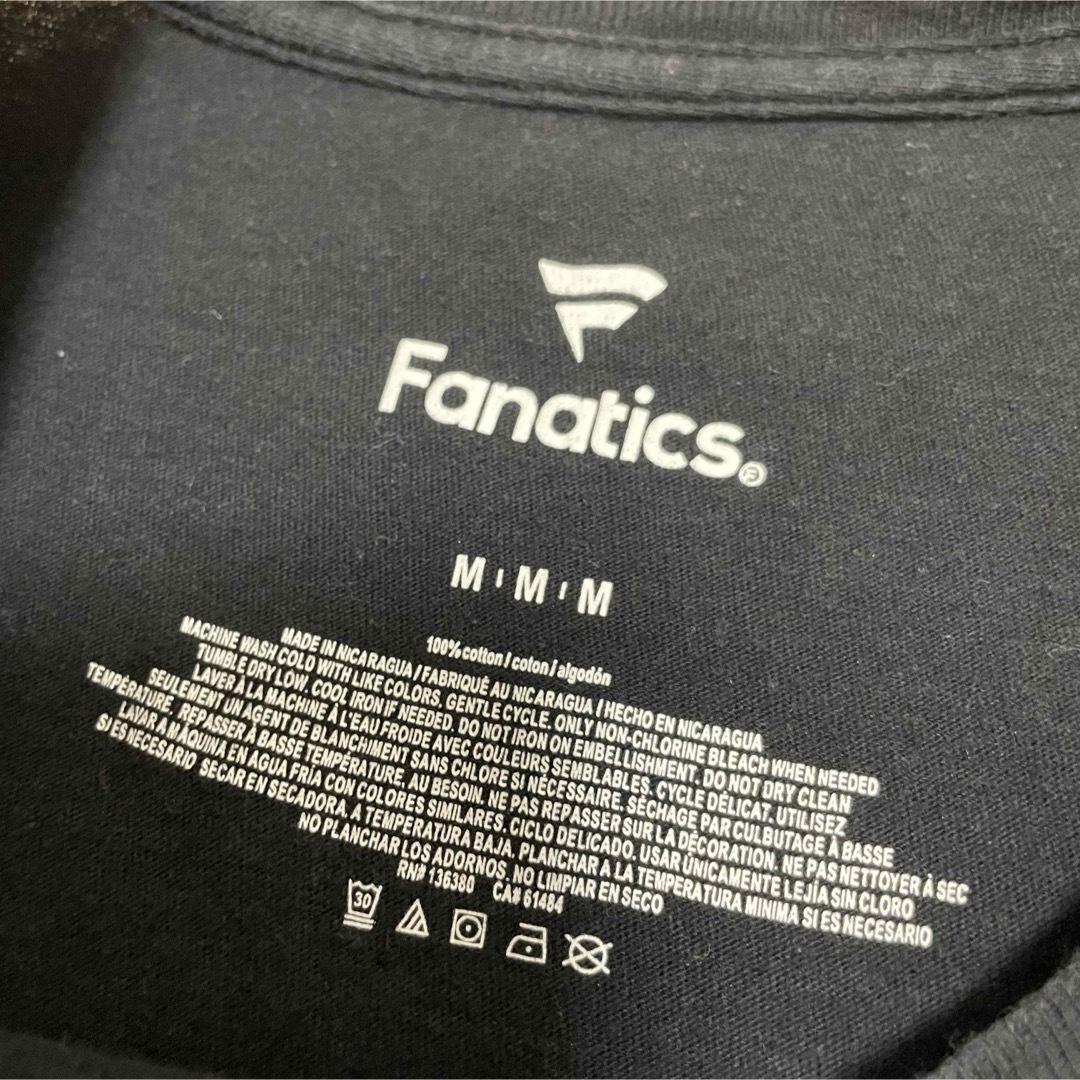 Fanatics.
M I M I M
100% cotton / coton / algodón
MADE IN NICARAGUA / FABRIQUÉ AU NICARAGUA / HECHO EN NICARAGUA
MACHINE WASH COLD WITH LIKE COLORS. GENTLE CYCLE. ONLY NON-CHLORINE BLEACH WHEN NEEDED
TUMBLE DRY LOW. COOL IRON IF NEEDED. DO NOT IRON ON EMBELLISHMENT. DO NOT DRY CLEAN
LAVER À LA MACHINE À L'EAU FROIDE AVEC COULEURS SEMBLABLES. CYCLE DÉLICAT. UTILISEZ
SEULEMENT UN AGENT DE BLANCHIMENT SANS CHLORE SI NÉCESSAIRE. SÉCHAGE PAR CULBUTAGE À BASSE
TEMPÉRATURE. REPASSER À BASSE TEMPÉRATURE. AU BESOIN. NE PAS REPASSER SUR LA DÉCORATION. NE PAS NETTOYER À SEC
LAVAR A MÁQUINA EN AGUA FRÍA CON COLORES SIMILARES. CICLO DELICADO. USAR ÚNICAMENTE LEJÍA SIN CLORO
SI ES NECESARIO SECAR EN SECADORA, A TEMPERATURA BAJA, PLANCHAR A LA TEMPERATURA MINIMA SI ES NECESARIO
NO PLANCHAR LOS ADORNOS. NO LIMPIAR EN SECO
RN# 136380 CA# 61484
30